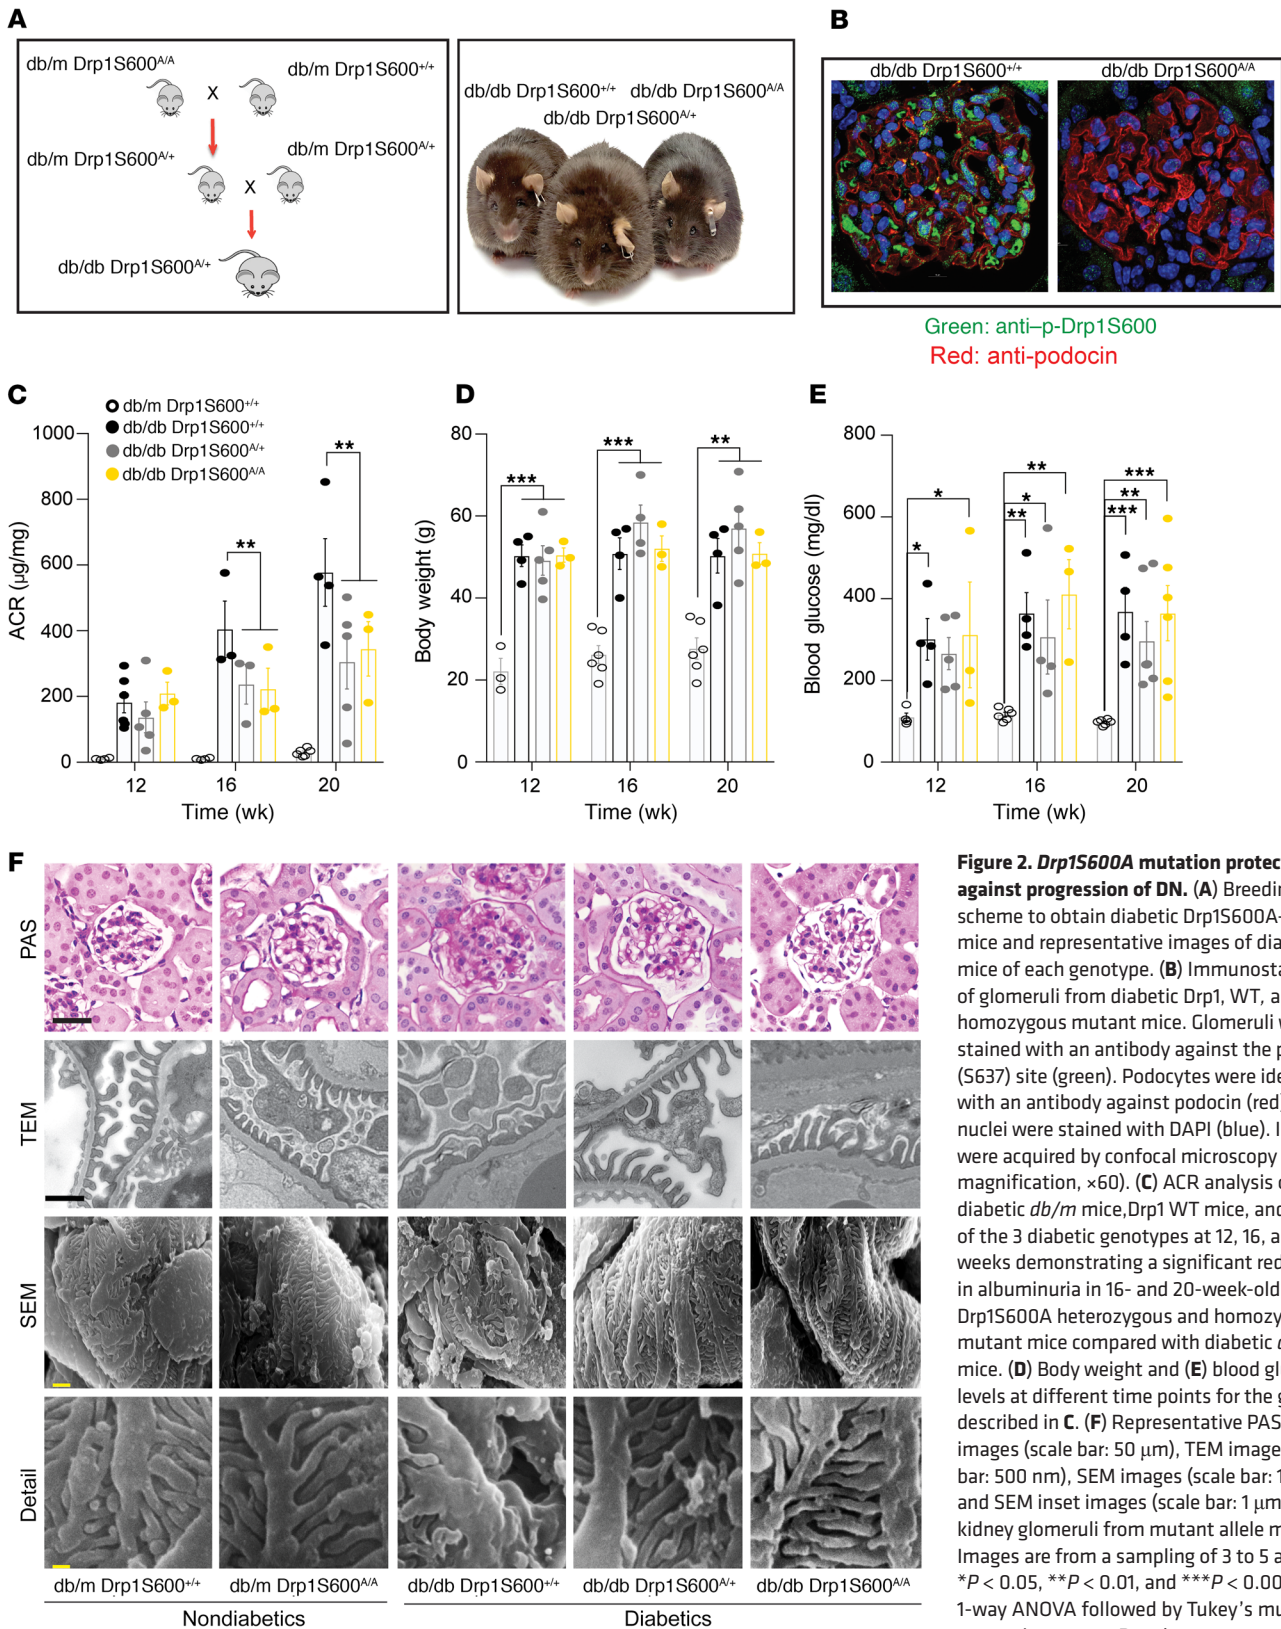 A
db/m Drp1S600A/A
db/m Drp1S600+/+
X
db/m Drp1S600A/+
db/m Drp1S600A/+
X
db/db Drp1S600A/+
db/db Drp1S600+/+ db/db Drp1S600A/A
db/db Drp1S600A/+
B
db/db Drp1S600+/+ db/db Drp1S600A/A
Green: anti–p-Drp1S600
Red: anti-podocin
C
db/m Drp1S600+/+
db/db Drp1S600+/+
db/db Drp1S600A/+
db/db Drp1S600A/A
ACR (µg/mg)
1000
800
600
400
200
0
**
**
12 16 20
Time (wk)
D
Body weight (g)
80
60
40
20
0
***
***
**
12 16 20
Time (wk)
E
Blood glucose (mg/dl)
800
600
400
200
0
*
*
**
*
**
***
**
***
12 16 20
Time (wk)
F
PAS
TEM
SEM
Detail
db/m Drp1S600+/+ db/m Drp1S600A/A db/db Drp1S600+/+ db/db Drp1S600A/+ db/db Drp1S600A/A
Nondiabetics Diabetics
Figure 2. Drp1S600A mutation protec
against progression of DN. (A) Breedin
scheme to obtain diabetic Drp1S600A-
mice and representative images of dia
mice of each genotype. (B) Immunosta
of glomeruli from diabetic Drp1, WT, a
homozygous mutant mice. Glomeruli
stained with an antibody against the p
(S637) site (green). Podocytes were ide
with an antibody against podocin (red)
nuclei were stained with DAPI (blue). I
were acquired by confocal microscopy
magnification, ×60). (C) ACR analysis o
diabetic db/m mice,Drp1 WT mice, and
of the 3 diabetic genotypes at 12, 16, a
weeks demonstrating a significant red
in albuminuria in 16- and 20-week-old
Drp1S600A heterozygous and homozy
mutant mice compared with diabetic
mice. (D) Body weight and (E) blood gl
levels at different time points for the g
described in C. (F) Representative PAS
images (scale bar: 50 µm), TEM image
bar: 500 nm), SEM images (scale bar: 1
and SEM inset images (scale bar: 1 µm
kidney glomeruli from mutant allele m
Images are from a sampling of 3 to 5 a
*P < 0.05, **P < 0.01, and ***P < 0.00
1-way ANOVA followed by Tukey's mu